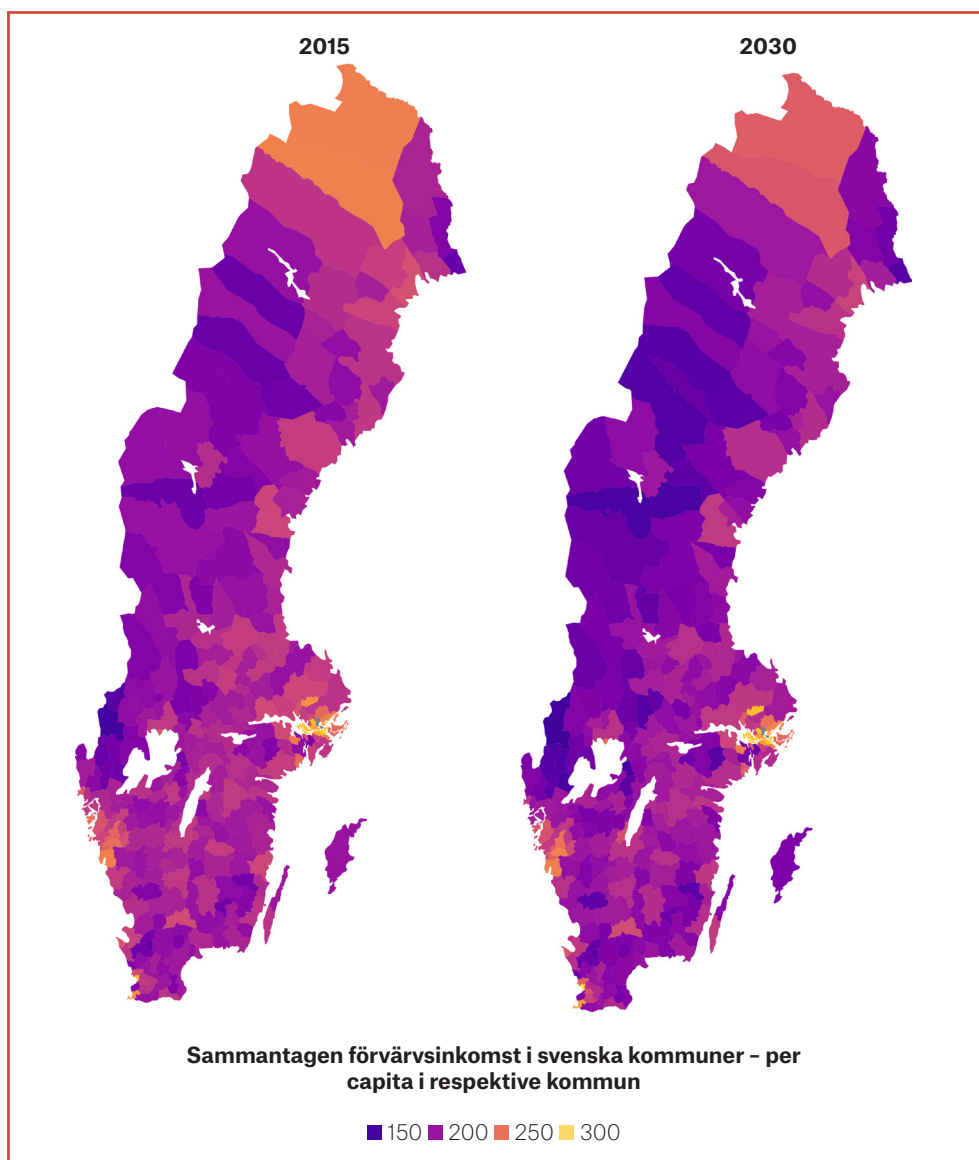 2015
2030
Sammantagen förvärvsinkomst i svenska kommuner – per
capita i respektive kommun
150 200 250 300